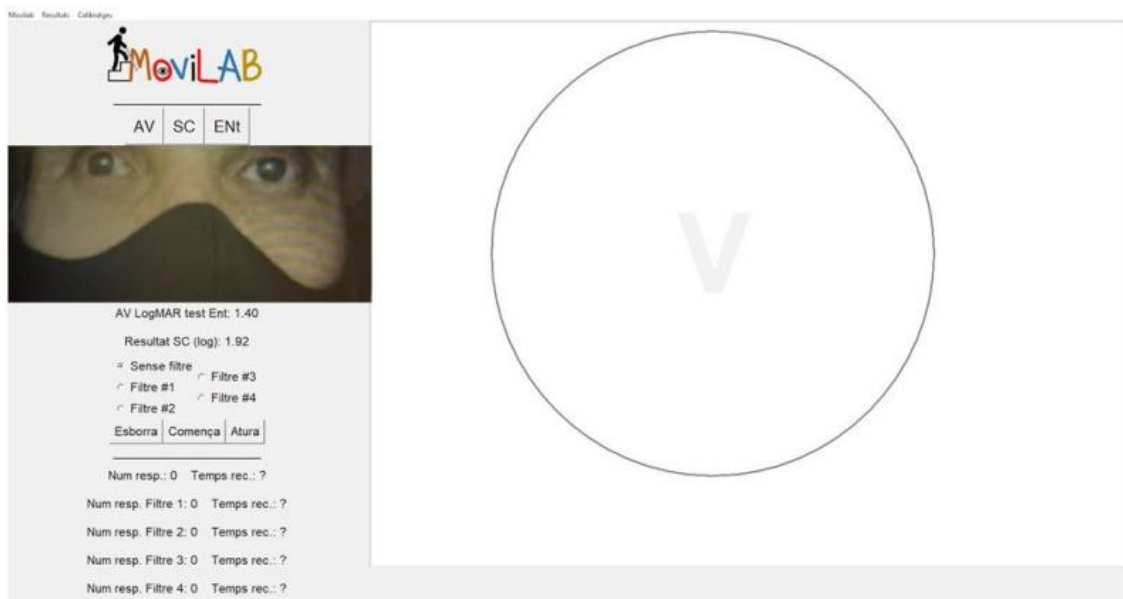 Movilab Resultats Calibratges
MoviLAB
AV SC ENt
V
AV LogMAR test Ent: 1.40
Resultat SC (log): 1.92
Sense filtre
Filtre #3
Filtre #1
Filtre #4
Filtre #2
Esborra Comença Atura
Num resp.: 0 Temps rec.: ?
Num resp. Filtre 1: 0 Temps rec.: ?
Num resp. Filtre 2: 0 Temps rec.: ?
Num resp. Filtre 3: 0 Temps rec.: ?
Num resp. Filtre 4: 0 Temps rec.: ?